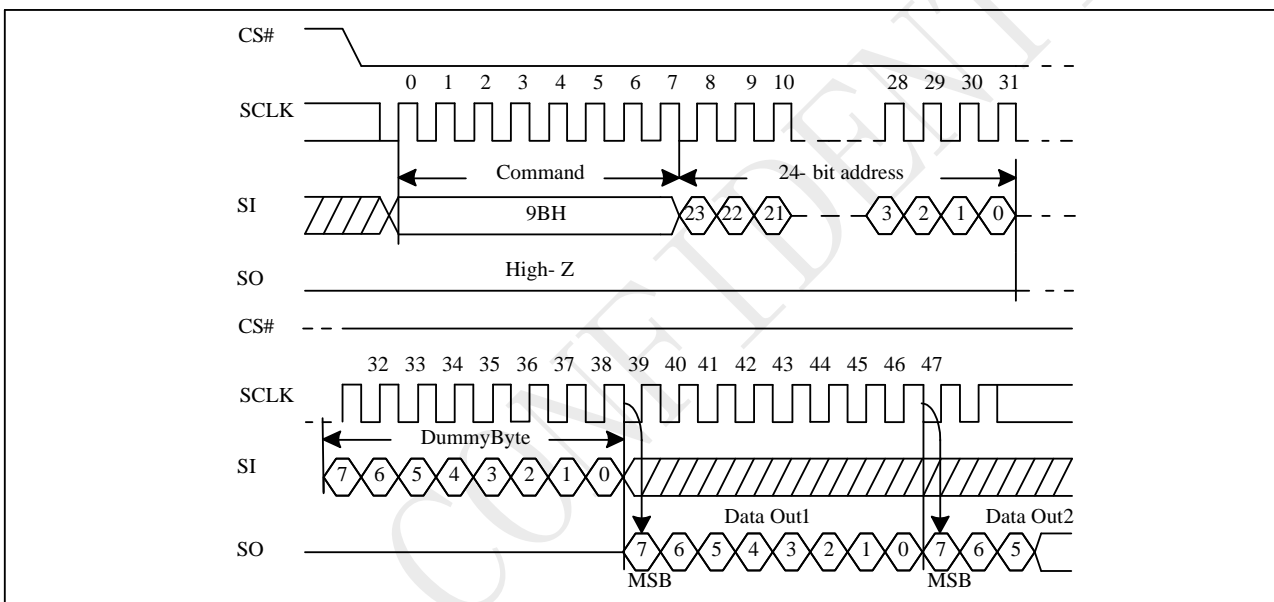 CS#
0 1 2 3 4 5 6 7 8 9 10 28 29 30 31
SCLK
Command 24- bit address
SI 9BH 23 22 21 3 2 1 0
High- Z
SO
CS#
32 33 34 35 36 37 38 39 40 41 42 43 44 45 46 47
SCLK
DummyByte
SI 7 6 5 4 3 2 1 0
Data Out1 Data Out2
SO 7 6 5 4 3 2 1 0 7 6 5
MSB MSB
CONFIDENT